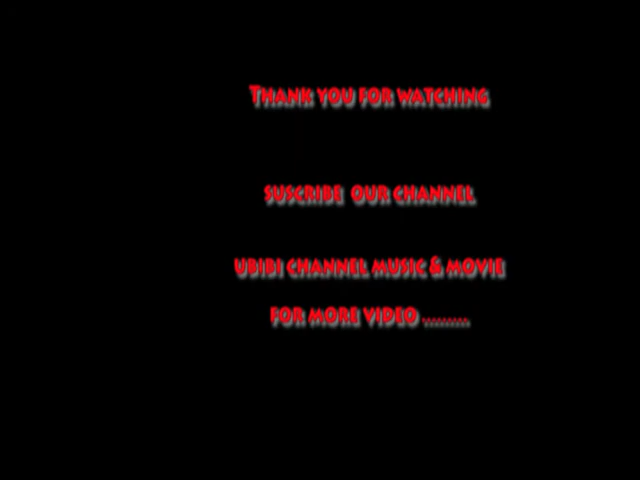 Thank you for watching
suscribe our channel
ubibi channel music & movie
for more video .........